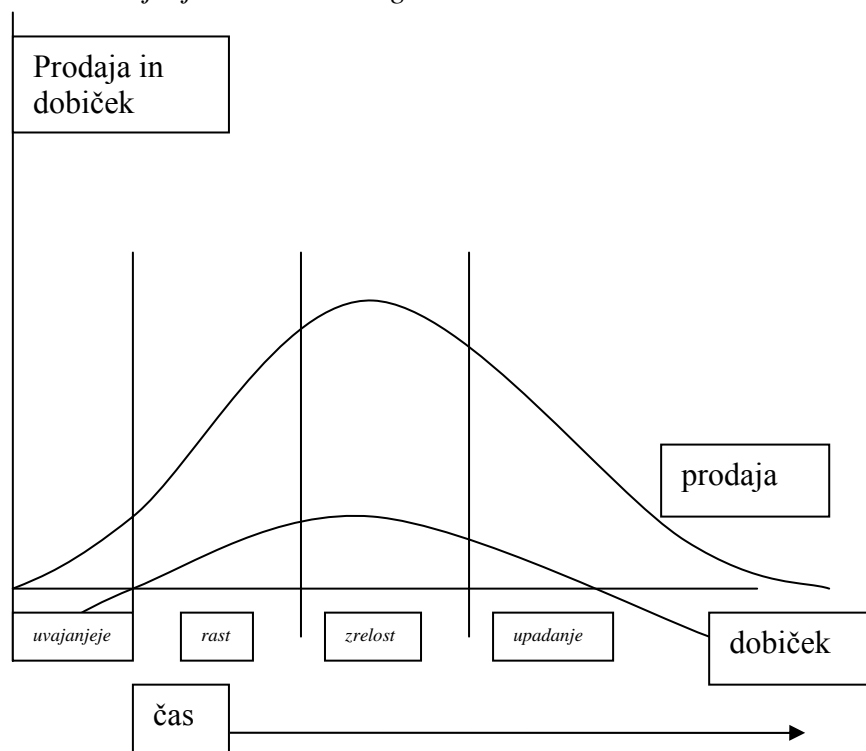 Prodaja in
dobiček
prodaja
uvajanjeje
rast
zrelost
upadanje
dobiček
čas